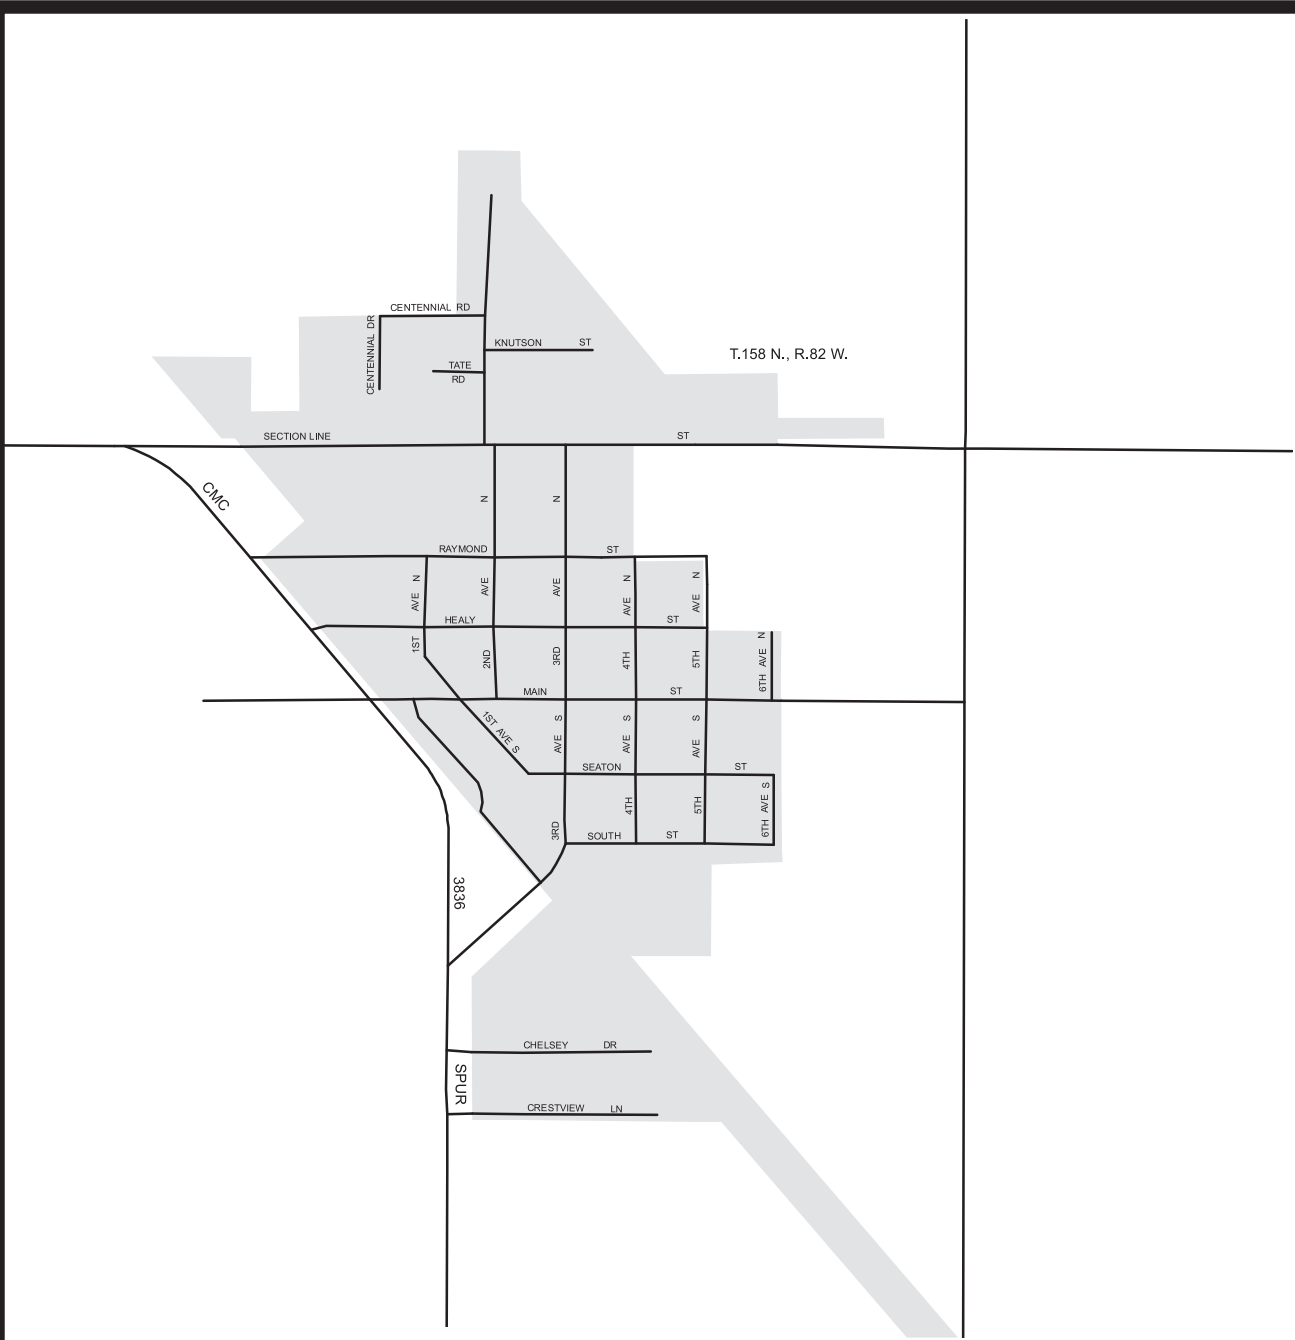 CENTENNIAL RD
CENTENNIAL DR
KNUTSON ST
TATE
RD
T.158 N., R.82 W.
SECTION LINE ST
CMC
N
N
RAYMOND ST
1ST AVE N
2ND AVE
3RD AVE
4TH AVE N
5TH AVE N
HEALY ST
6TH AVE N
MAIN ST
1ST AVE S
3RD AVE S
4TH AVE S
5TH AVE S
SEATON ST
6TH AVE S
SOUTH ST
3836
CHELSEY DR
SPUR
CRESTVIEW LN